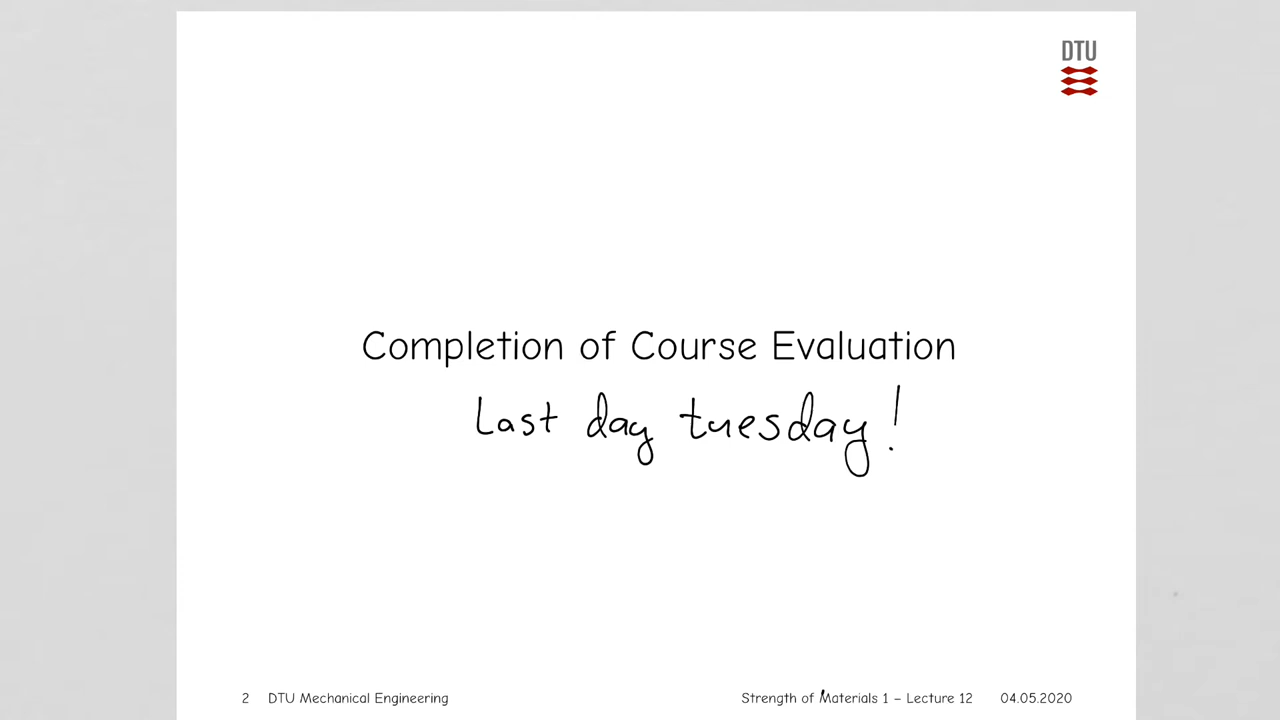 DTU
Completion of Course Evaluation
Last day tuesday!
2 DTU Mechanical Engineering Strength of Materials 1 – Lecture 12 04.05.2020